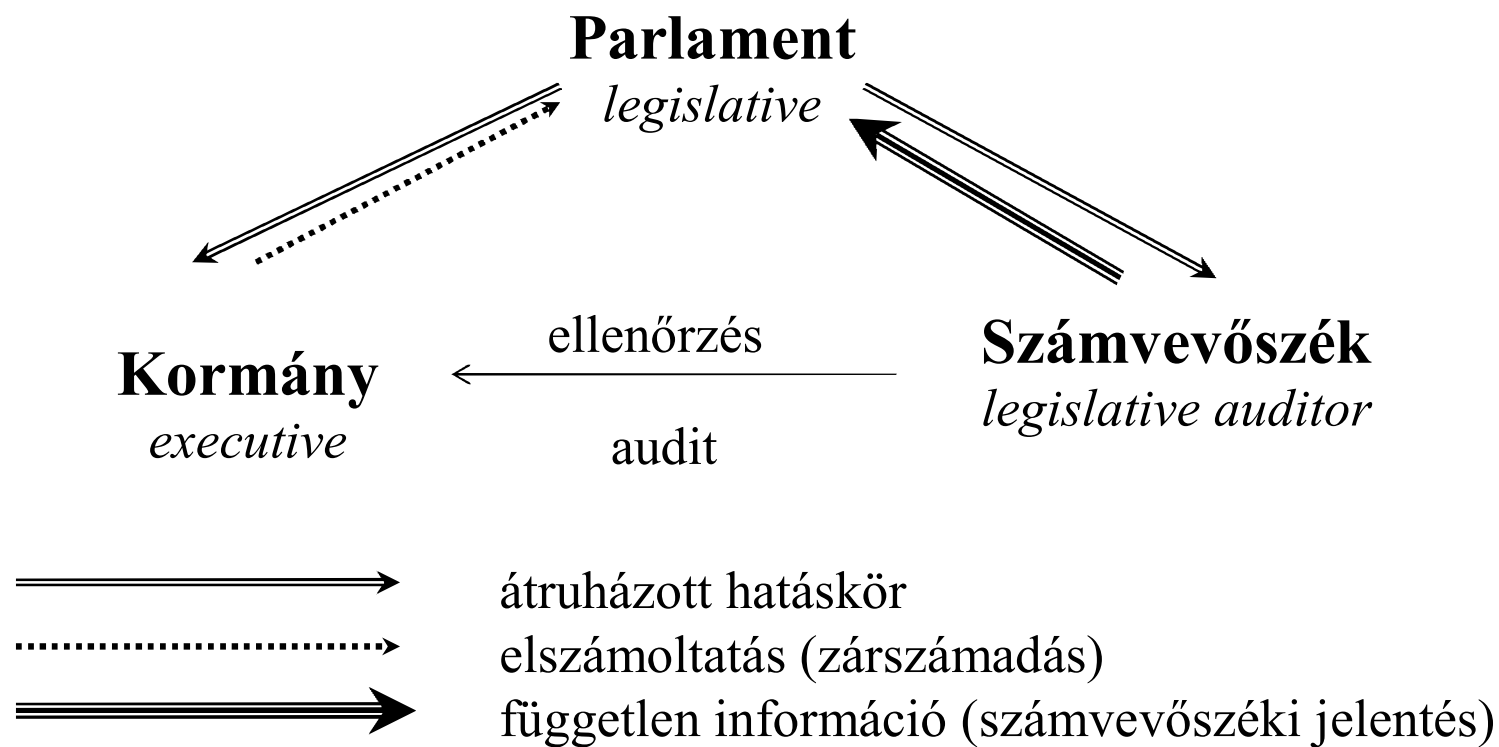 Parlament
legislative
ellenőrzés
Számvevőszék
Kormány
legislative auditor
executive
audit
átruházott hatáskör
elszámoltatás (zárszámadás)
független információ (számvevőszéki jelentés)